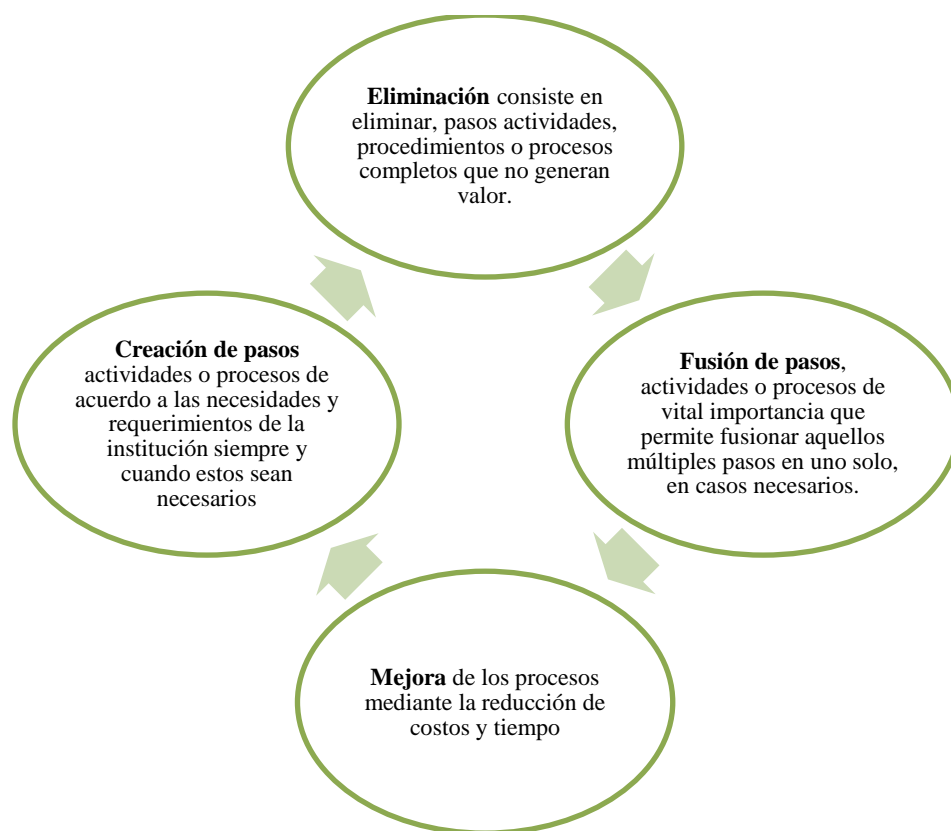 Eliminación consiste en
eliminar, pasos actividades,
procedimientos o procesos
completos que no generan
valor.
Fusión de pasos,
actividades o procesos de
vital importancia que
permite fusionar aquellos
múltiples pasos en uno solo,
en casos necesarios.
Mejora de los procesos
mediante la reducción de
costos y tiempo
Creación de pasos
actividades o procesos de
acuerdo a las necesidades y
requerimientos de la
institución siempre y
cuando estos sean
necesarios